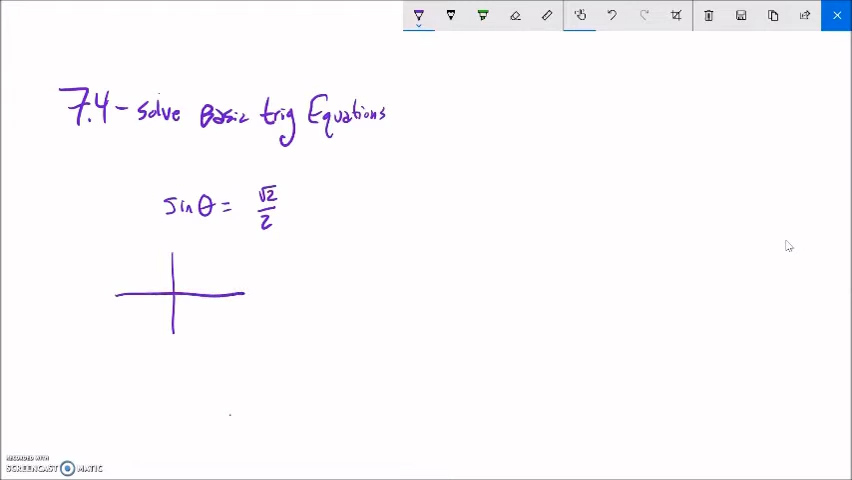 7.4 - Solve Basic trig Equations
sin θ = √2/2
RECORDED WITH
SCREENCAST MATIC